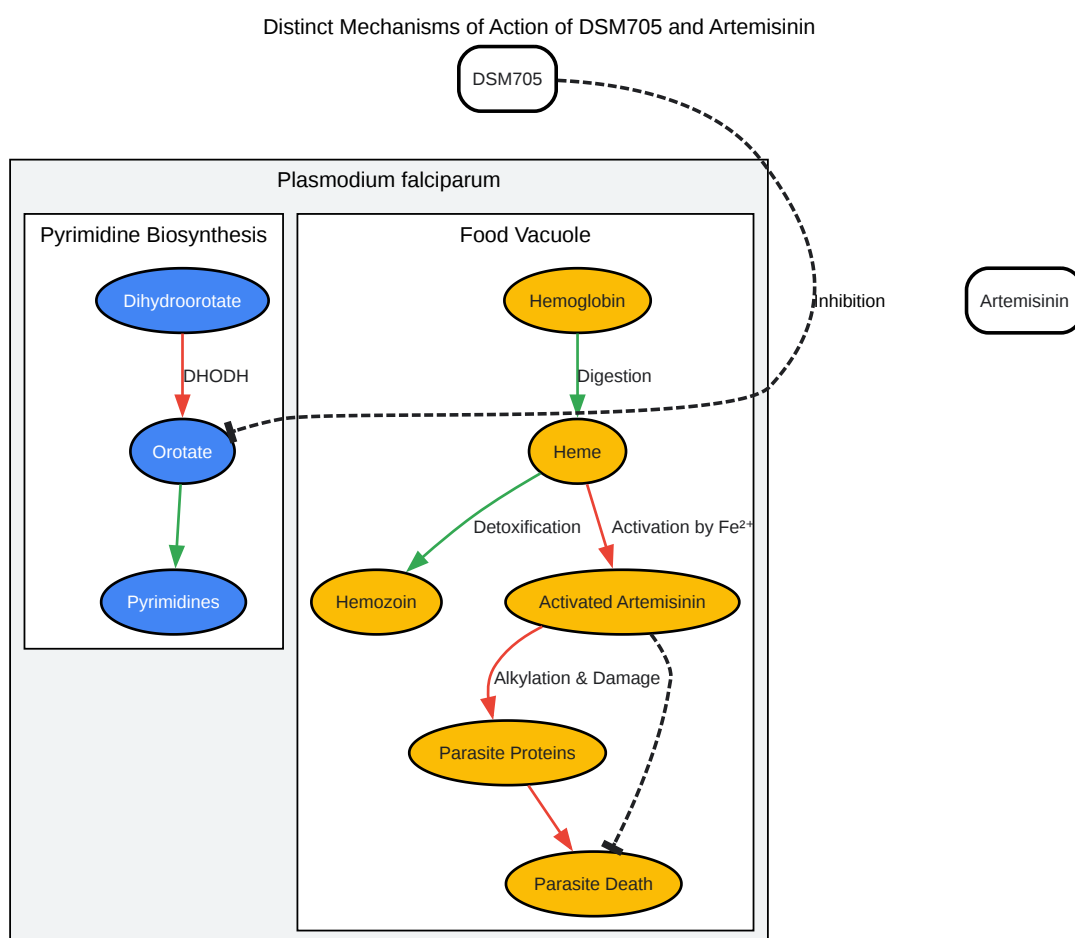 Distinct Mechanisms of Action of DSM705 and Artemisinin
DSM705
Plasmodium falciparum
Pyrimidine Biosynthesis
Food Vacuole
Dihydroorotate
Hemoglobin
Inhibition
Artemisinin
DHODH
Digestion
Orotate
Heme
Detoxification
Activation by Fe²⁺
Pyrimidines
Hemozoin
Activated Artemisinin
Alkylation & Damage
Parasite Proteins
Parasite Death